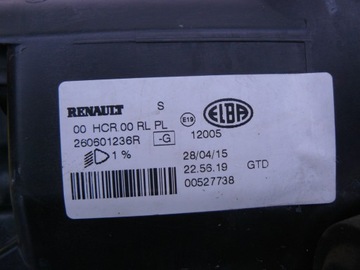 RENAULT S E19 ELBA
00 HCR 00 RL PL 12005
260601236R -G
1 % 28/04/15
22.56.19 GTD
00527738